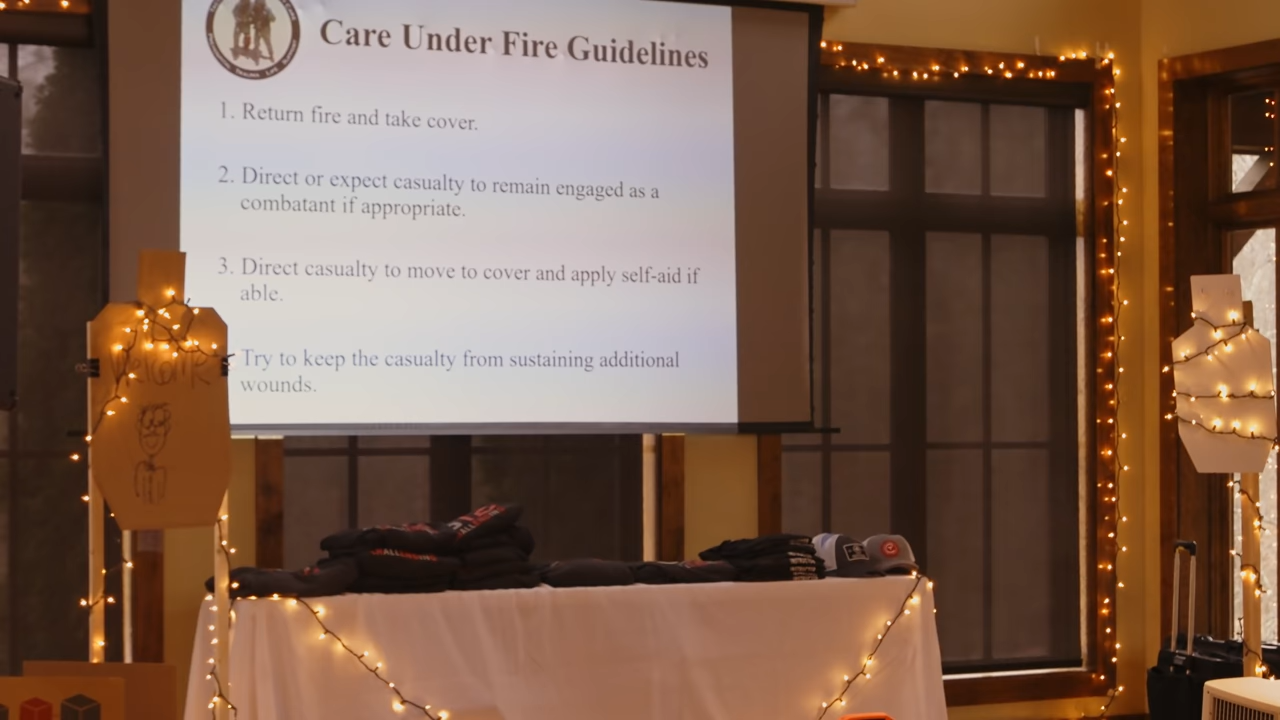 Care Under Fire Guidelines
1. Return fire and take cover.
2. Direct or expect casualty to remain engaged as a
combatant if appropriate.
3. Direct casualty to move to cover and apply self-aid if
able.
Try to keep the casualty from sustaining additional
wounds.
WELCOME